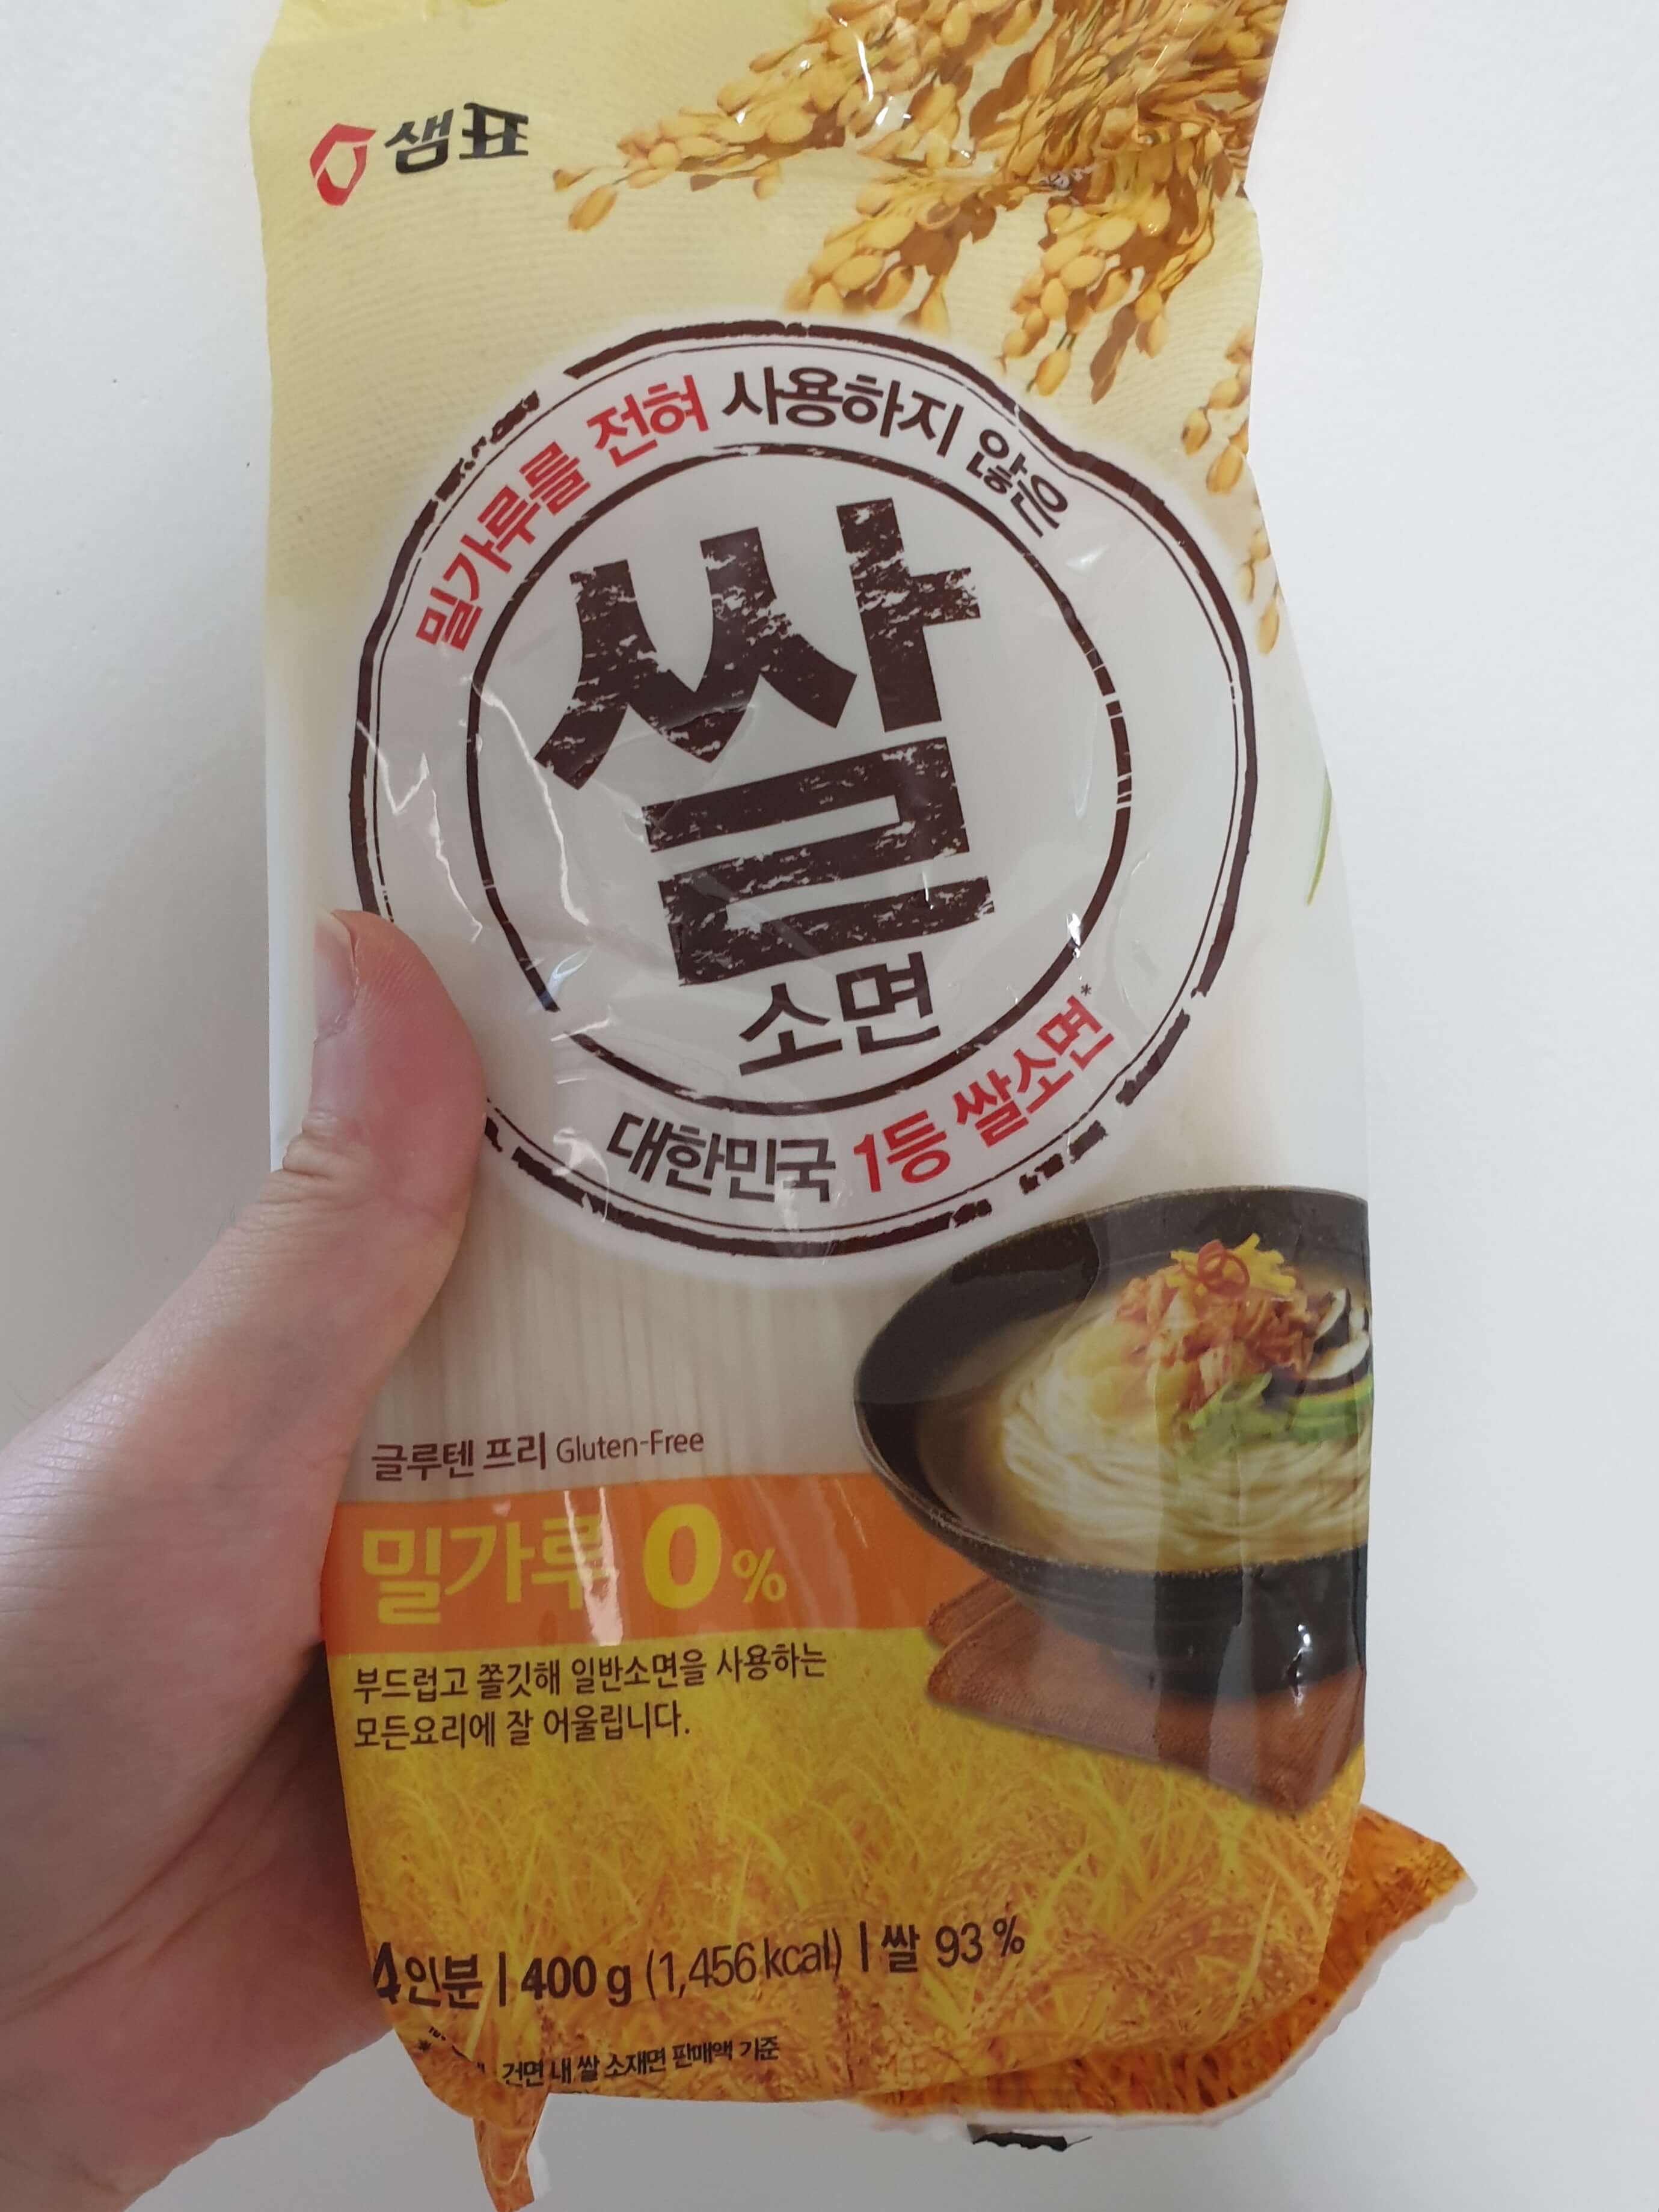 샘표
밀가루를 전혀 사용하지 않은
쌀
소면
대한민국 1등 쌀소면*
글루텐 프리 Gluten-Free
밀가루 0%
부드럽고 쫄깃해 일반소면을 사용하는
모든요리에 잘 어울립니다.
4인분 | 400 g (1,456 kcal) | 쌀 93 %
건면 내 쌀 소재면 판매액 기준